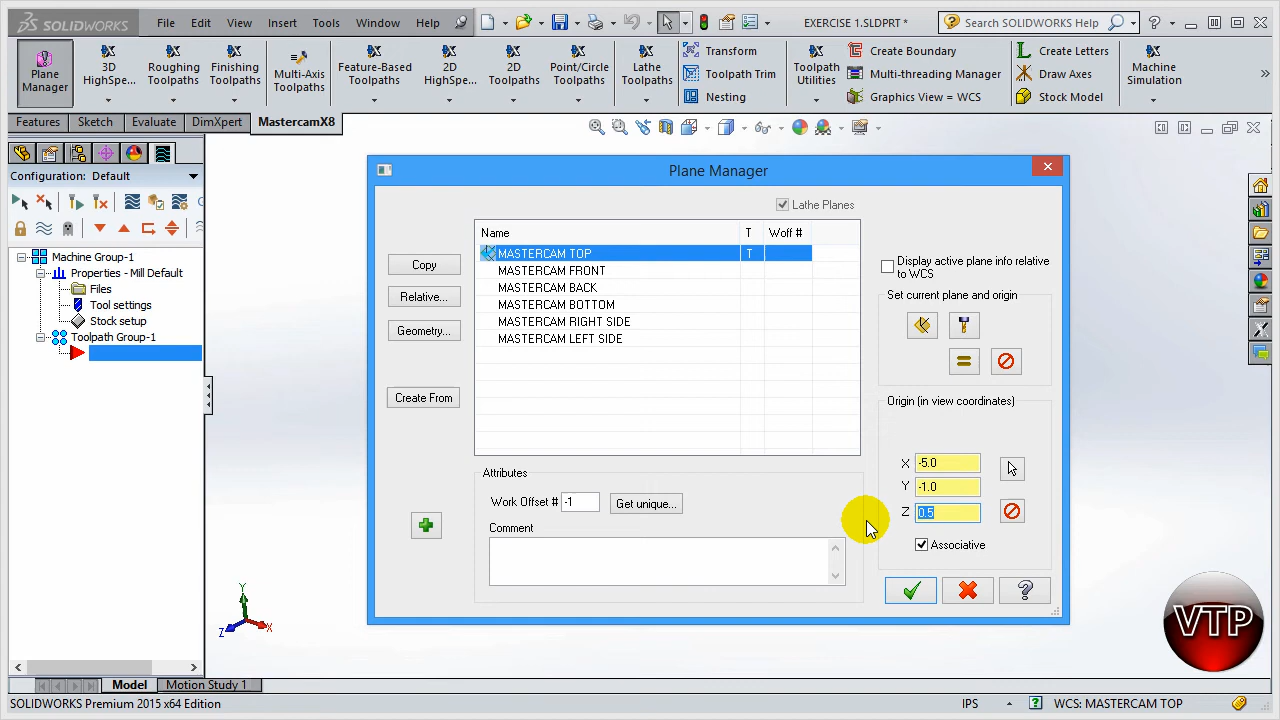 SOLIDWORKS
File Edit View Insert Tools Window Help
EXERCISE 1.SLDPRT *
Search SOLIDWORKS Help
Plane
Manager
3D
HighSpe...
Roughing
Toolpaths
Finishing
Toolpaths
Multi-Axis
Toolpaths
Feature-Based
Toolpaths
2D
HighSpe...
2D
Toolpaths
Point/Circle
Toolpaths
Lathe
Toolpaths
Transform
Toolpath Trim
Nesting
Toolpath
Utilities
Create Boundary
Multi-threading Manager
Graphics View = WCS
Create Letters
Draw Axes
Stock Model
Machine
Simulation
Features Sketch Evaluate DimXpert MastercamX8
Configuration: Default
Machine Group-1
Properties - Mill Default
Files
Tool settings
Stock setup
Toolpath Group-1
Plane Manager
Lathe Planes
Name T Woff #
MASTERCAM TOP T
MASTERCAM FRONT
MASTERCAM BACK
MASTERCAM BOTTOM
MASTERCAM RIGHT SIDE
MASTERCAM LEFT SIDE
Copy
Relative...
Geometry...
Create From
Display active plane info relative
to WCS
Set current plane and origin
Origin (in view coordinates)
X -5.0
Y -1.0
Z 0.5
Associative
Attributes
Work Offset # -1 Get unique...
Comment
Y
Z X
VTP
Model Motion Study 1
SOLIDWORKS Premium 2015 x64 Edition IPS WCS: MASTERCAM TOP